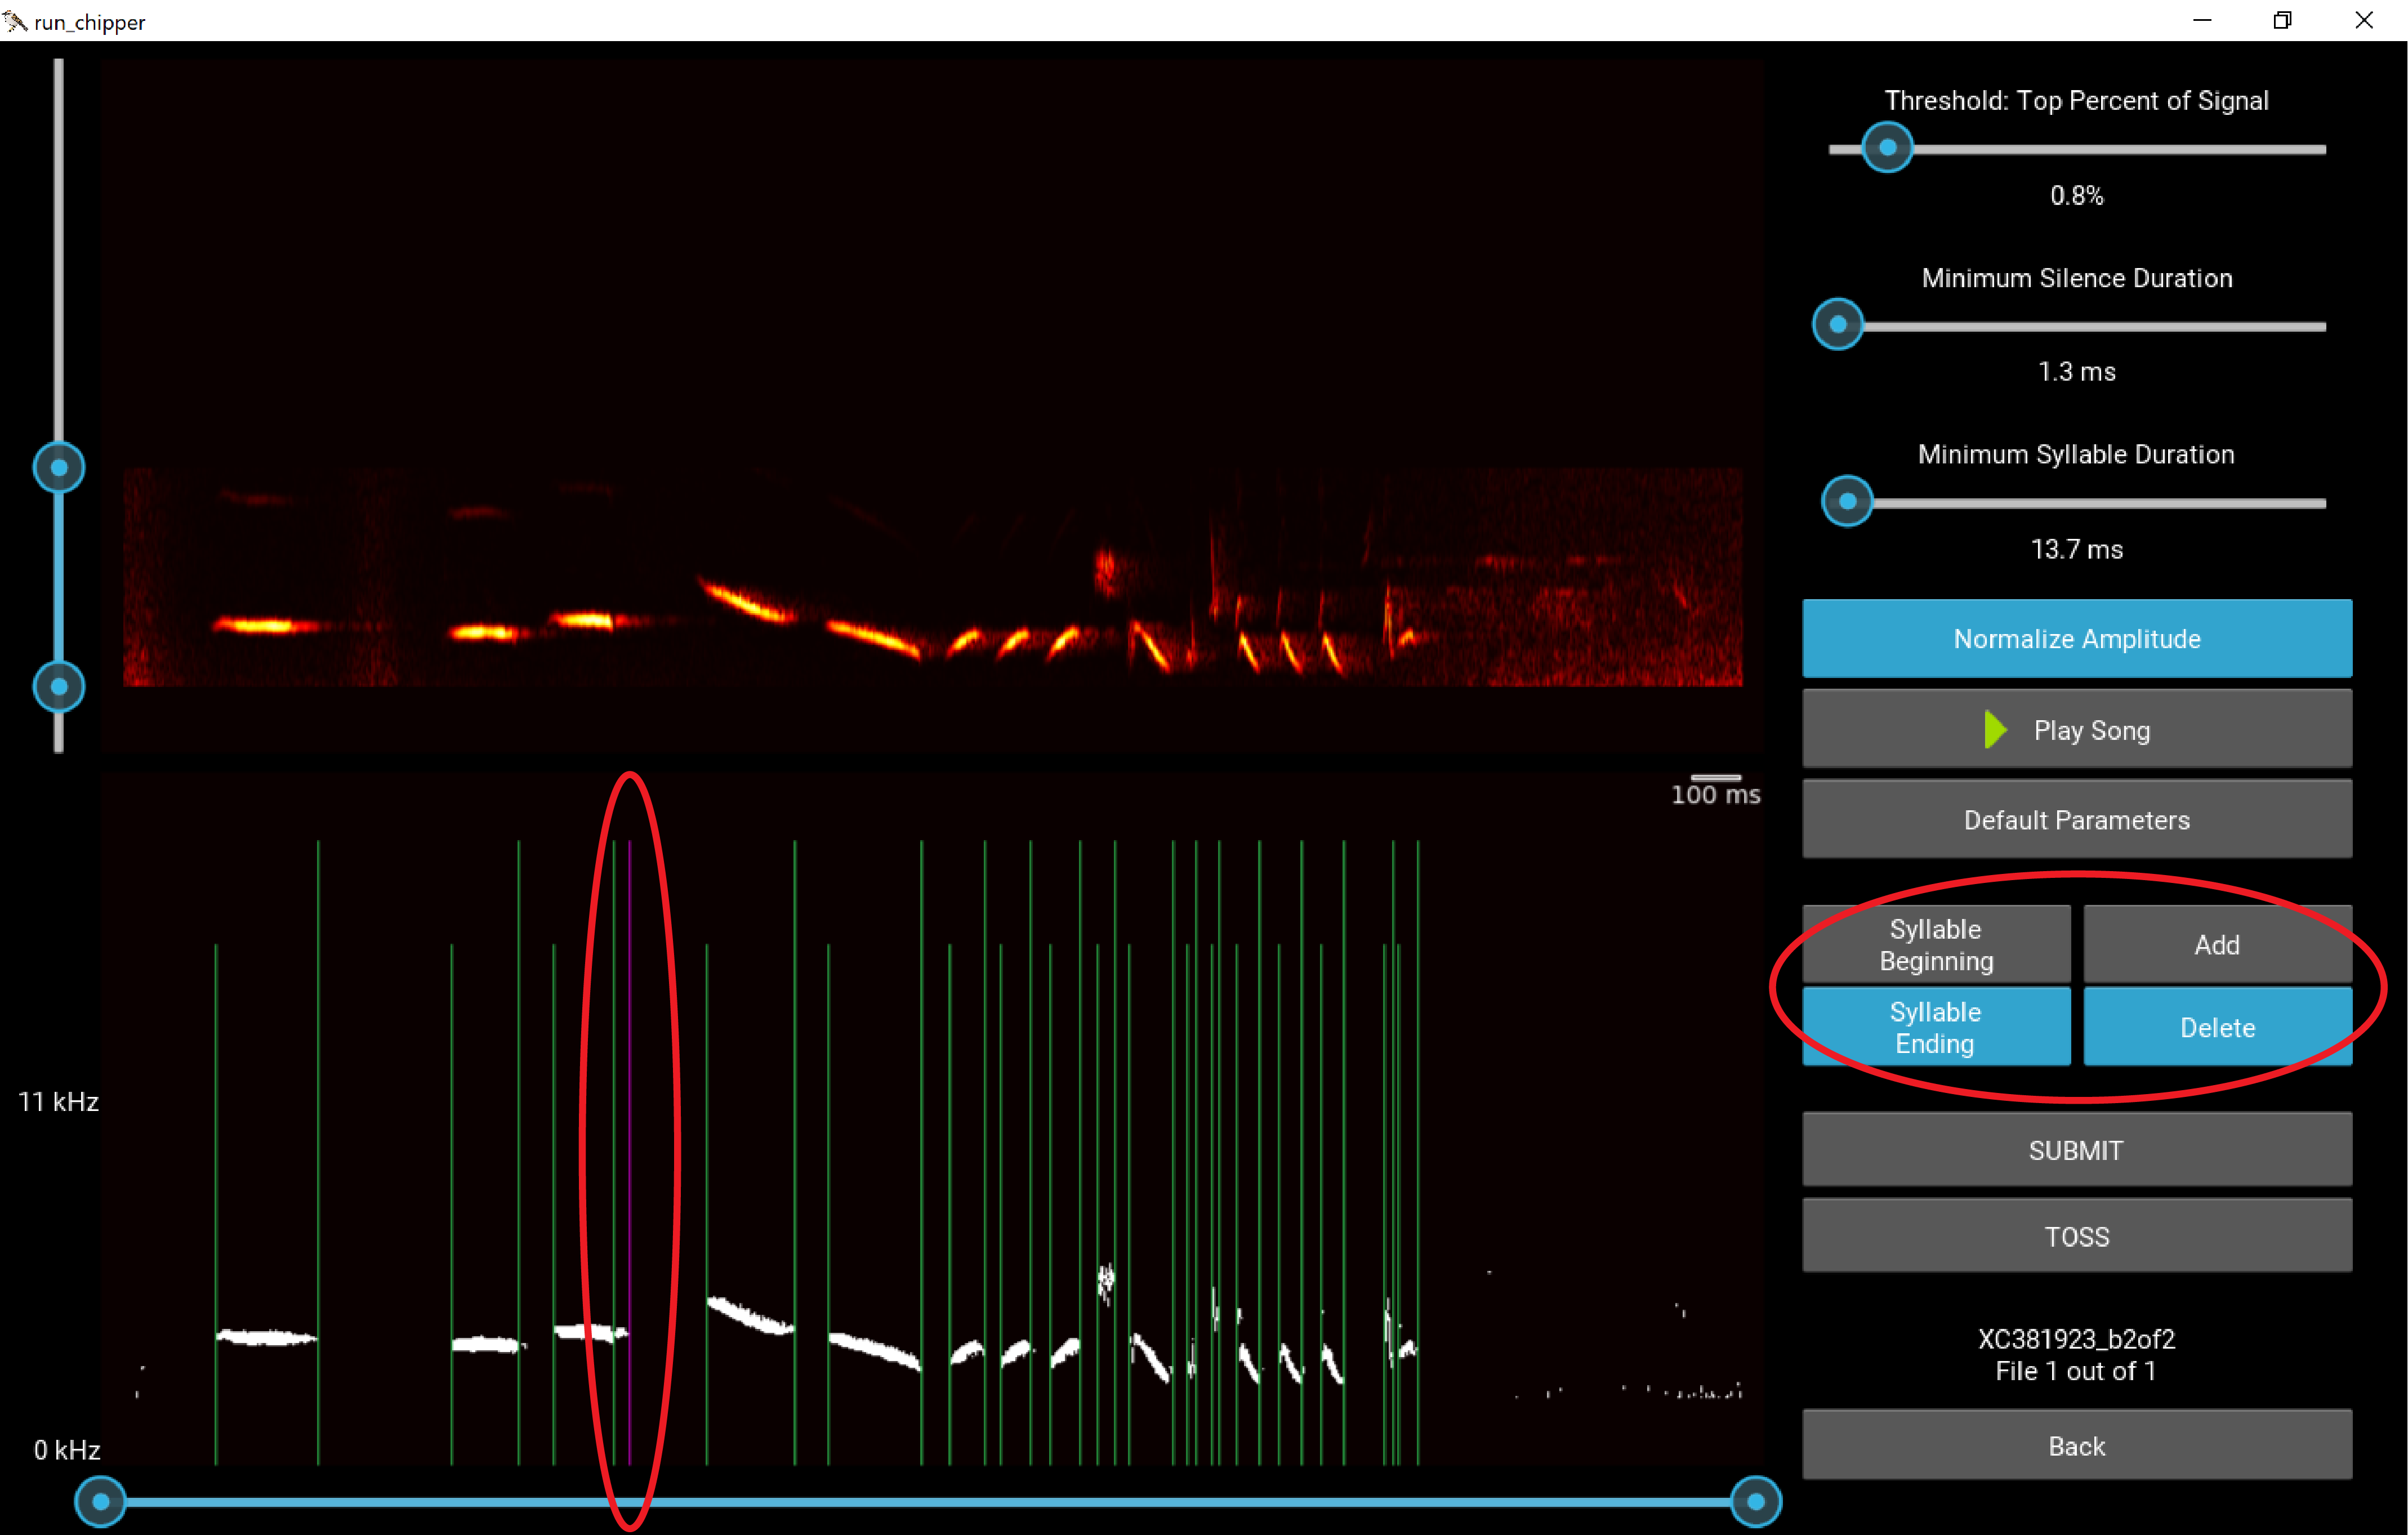 run_chipper
Threshold: Top Percent of Signal
0.8%
Minimum Silence Duration
1.3 ms
Minimum Syllable Duration
13.7 ms
Normalize Amplitude
Play Song
100 ms
Default Parameters
Syllable
Beginning
Add
Syllable
Ending
Delete
11 kHz
SUBMIT
TOSS
XC381923_b2of2
File 1 out of 1
0 kHz
Back